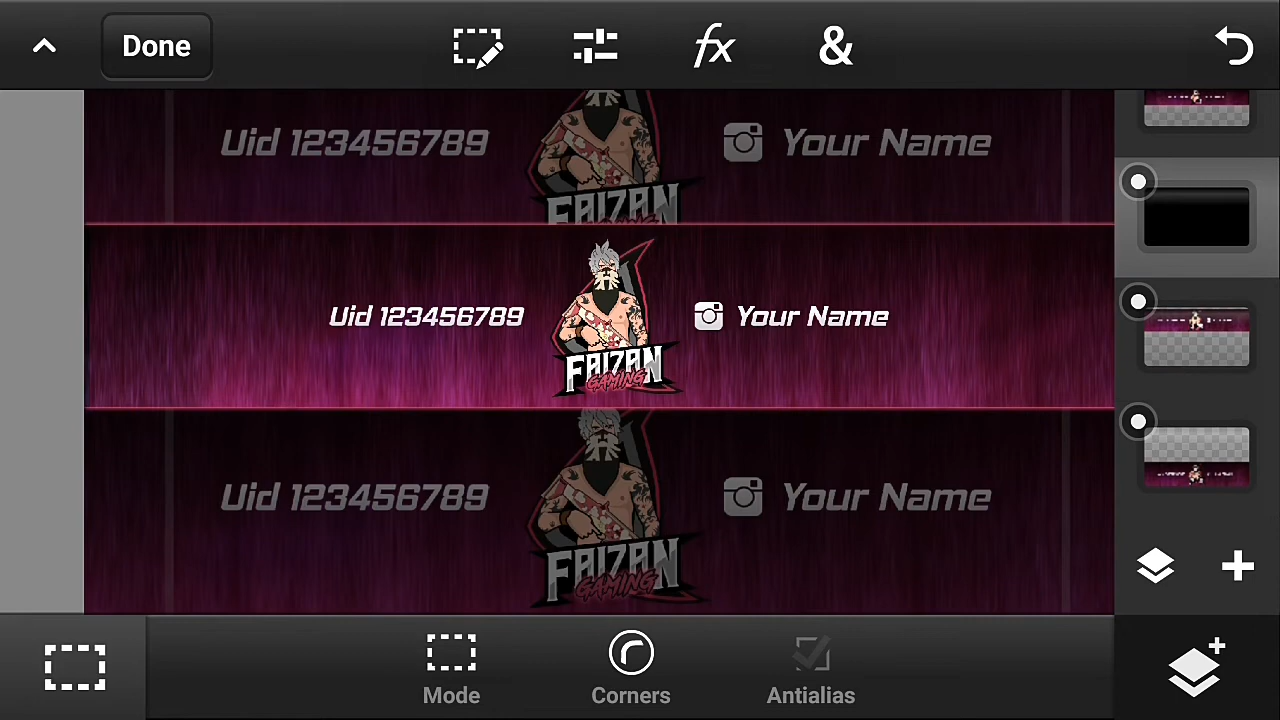 Done fx &
Uid 123456789 Your Name
FAIZAN
Uid 123456789 Your Name
FAIZAN
GAMING
Uid 123456789 Your Name
FAIZAN
GAMING
Mode Corners Antialias